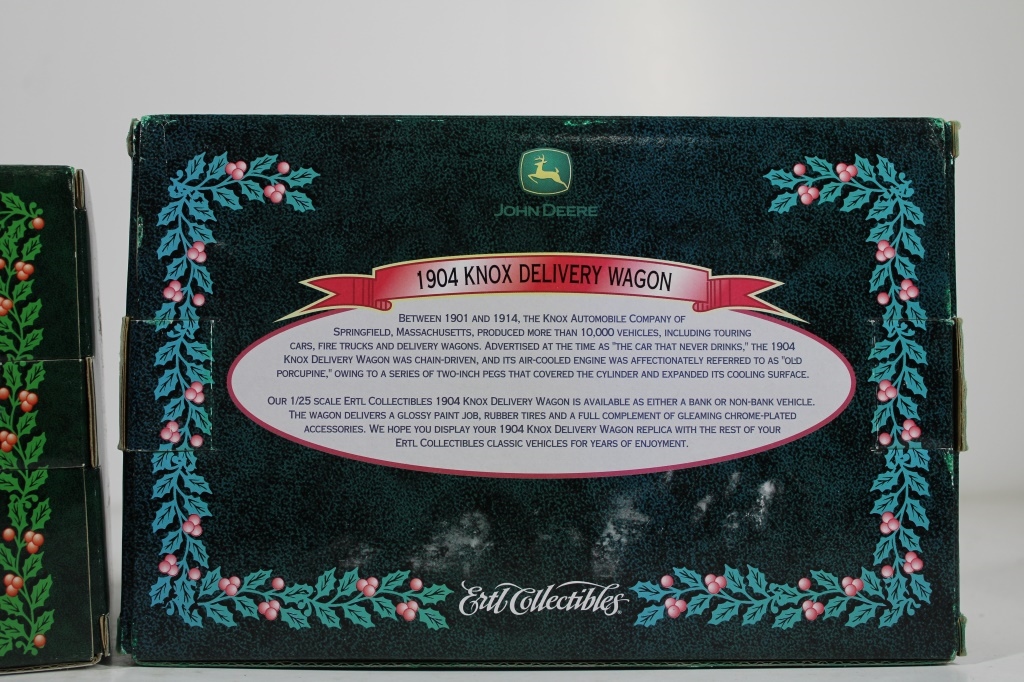 JOHN DEERE
1904 KNOX DELIVERY WAGON
BETWEEN 1901 AND 1914, THE KNOX AUTOMOBILE COMPANY OF
SPRINGFIELD, MASSACHUSETTS, PRODUCED MORE THAN 10,000 VEHICLES, INCLUDING TOURING
CARS, FIRE TRUCKS AND DELIVERY WAGONS. ADVERTISED AT THE TIME AS "THE CAR THAT NEVER DRINKS," THE 1904
KNOX DELIVERY WAGON WAS CHAIN-DRIVEN, AND ITS AIR-COOLED ENGINE WAS AFFECTIONATELY REFERRED TO AS "OLD
PORCUPINE," OWING TO A SERIES OF TWO-INCH PEGS THAT COVERED THE CYLINDER AND EXPANDED ITS COOLING SURFACE.
OUR 1/25 SCALE ERTL COLLECTIBLES 1904 KNOX DELIVERY WAGON IS AVAILABLE AS EITHER A BANK OR NON-BANK VEHICLE.
THE WAGON DELIVERS A GLOSSY PAINT JOB, RUBBER TIRES AND A FULL COMPLEMENT OF GLEAMING CHROME-PLATED
ACCESSORIES. WE HOPE YOU DISPLAY YOUR 1904 KNOX DELIVERY WAGON REPLICA WITH THE REST OF YOUR
ERTL COLLECTIBLES CLASSIC VEHICLES FOR YEARS OF ENJOYMENT.
Ertl Collectibles